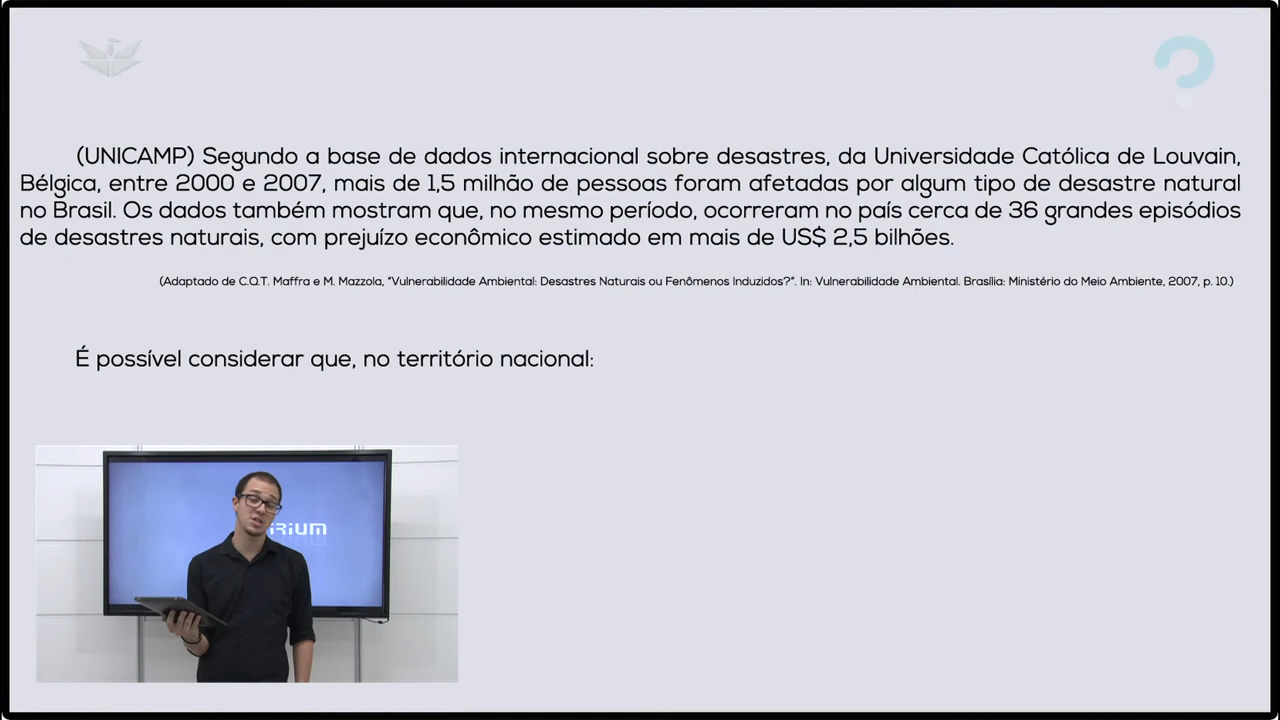 (UNICAMP) Segundo a base de dados internacional sobre desastres, da Universidade Católica de Louvain,
Bélgica, entre 2000 e 2007, mais de 1,5 milhão de pessoas foram afetadas por algum tipo de desastre natural
no Brasil. Os dados também mostram que, no mesmo período, ocorreram no país cerca de 36 grandes episódios
de desastres naturais, com prejuízo econômico estimado em mais de US$ 2,5 bilhões.
(Adaptado de C.Q.T. Maffra e M. Mazzola, "Vulnerabilidade Ambiental: Desastres Naturais ou Fenômenos Induzidos?". In: Vulnerabilidade Ambiental. Brasília: Ministério do Meio Ambiente, 2007, p. 10.)
É possível considerar que, no território nacional: